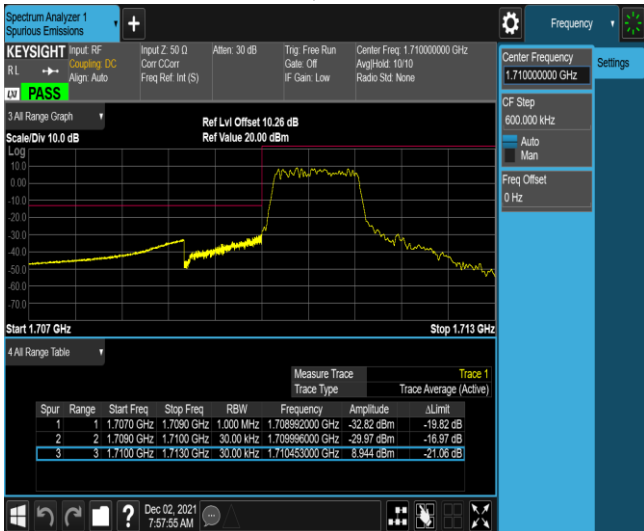 Spectrum Analyzer 1
Spurious Emissions
Frequency
KEYSIGHT Input: RF Input Z: 50 Ω Atten: 30 dB Trig: Free Run Center Freq: 1.710000000 GHz
RL Coupling: DC Corr CCorr Gate: Off Avg|Hold: 10/10
Align: Auto Freq Ref: Int (S) IF Gain: Low Radio Std: None
LXI PASS
Center Frequency
1.710000000 GHz
Settings
CF Step
600.000 kHz
Auto
Man
Freq Offset
0 Hz
3 All Range Graph
Ref Lvl Offset 10.26 dB
Scale/Div 10.0 dB Ref Value 20.00 dBm
Log
10.0
0.00
-10.0
-20.0
-30.0
-40.0
-50.0
-60.0
-70.0
Start 1.707 GHz Stop 1.713 GHz
4 All Range Table
Measure Trace Trace 1
Trace Type Trace Average (Active)
Spur Range Start Freq Stop Freq RBW Frequency Amplitude ΔLimit
1 1 1.7070 GHz 1.7090 GHz 1.000 MHz 1.708992000 GHz -32.82 dBm -19.82 dB
2 2 1.7090 GHz 1.7100 GHz 30.00 kHz 1.709996000 GHz -29.97 dBm -16.97 dB
3 3 1.7100 GHz 1.7130 GHz 30.00 kHz 1.710453000 GHz 8.944 dBm -21.06 dB
Dec 02, 2021
7:57:55 AM